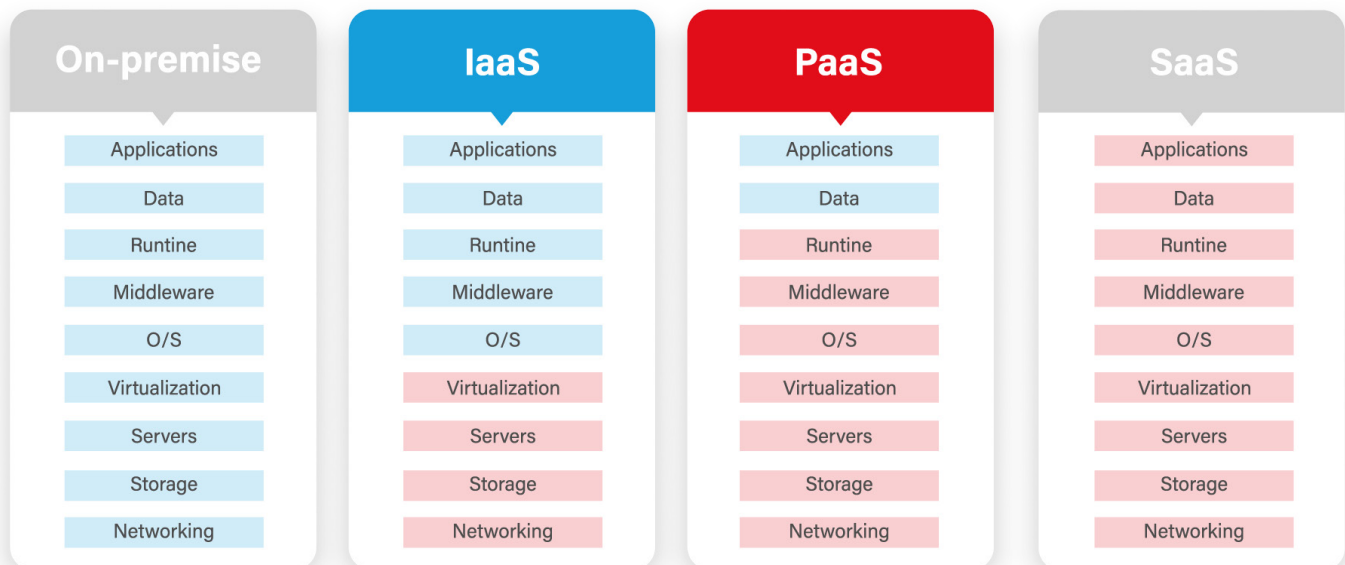 On-premise
Applications
Data
Runtine
Middleware
O/S
Virtualization
Servers
Storage
Networking
IaaS
Applications
Data
Runtine
Middleware
O/S
Virtualization
Servers
Storage
Networking
PaaS
Applications
Data
Runtine
Middleware
O/S
Virtualization
Servers
Storage
Networking
SaaS
Applications
Data
Runtine
Middleware
O/S
Virtualization
Servers
Storage
Networking